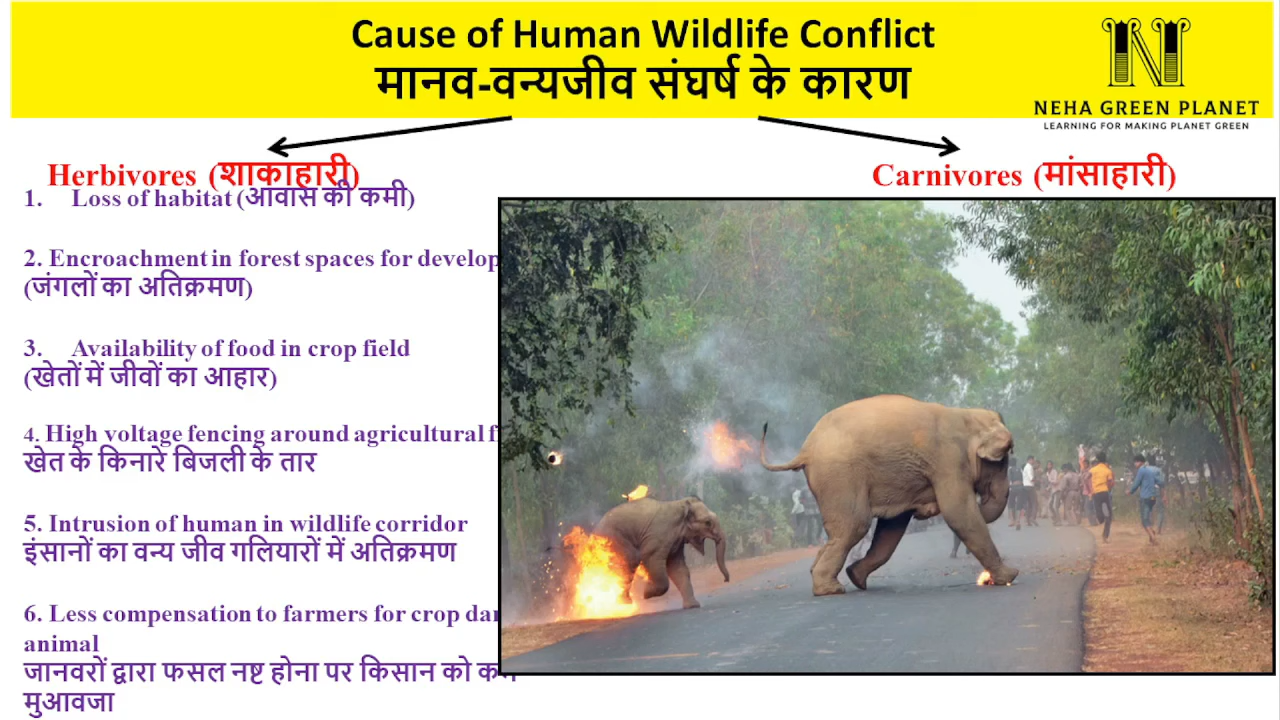 Cause of Human Wildlife Conflict
मानव-वन्यजीव संघर्ष के कारण
NEHA GREEN PLANET
LEARNING FOR MAKING PLANET GREEN
Herbivores (शाकाहारी)
Carnivores (मांसाहारी)
1. Loss of habitat (आवास की कमी)
2. Encroachment in forest spaces for develop
(जंगलों का अतिक्रमण)
3. Availability of food in crop field
(खेतों में जीवों का आहार)
4. High voltage fencing around agricultural
खेत के किनारे बिजली के तार
5. Intrusion of human in wildlife corridor
इंसानों का वन्य जीव गलियारों में अतिक्रमण
6. Less compensation to farmers for crop
animal
जानवरों द्वारा फसल नष्ट होना पर किसान को
मुआवजा